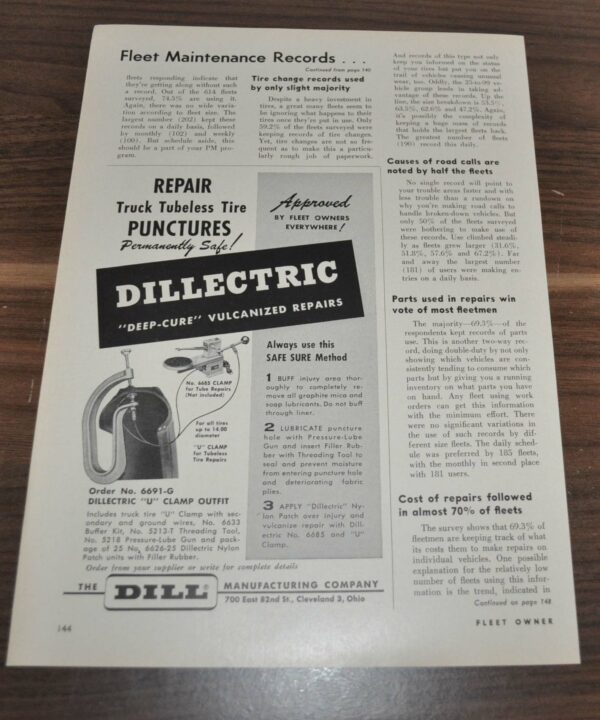 Fleet Maintenance Records . . .
Continued from page 140
fleets responding indicate that
they're getting along without such
a record. Out of the 614 fleets
surveyed, 74.5% are using it.
Again, there was no wide varia-
tion according to fleet size. The
largest number (202) kept these
records on a daily basis, followed
by monthly (102) and weekly
(100). But schedule aside, this
should be a part of your PM pro-
gram.
Tire change records used
by only slight majority
Despite a heavy investment in
tires, a great many fleets seem to
be ignoring what happens to their
tires once they're put in use. Only
59.2% of the fleets surveyed were
keeping records of tire changes.
Yet, tire changes are not so fre-
quent as to make this a particu-
larly rough job of paperwork.
And records of this type not only
keep you informed on the status
of your tires but put you on the
trail of vehicles causing unusual
wear, too. Oddly, the 25-to-99 ve-
hicle group leads in taking ad-
vantage of these records. Up the
line, the size breakdown is 53.5%,
63.5%, 62.6% and 47.2%. Again,
it's possibly the complexity of
keeping a huge mass of records
that holds the largest fleets back.
The greatest number of fleets
(190) record this daily.
Causes of road calls are
noted by half the fleets
No single record will point to
your trouble areas faster and with
less trouble than a rundown on
why you're making road calls to
handle broken-down vehicles. But
only 50% of the fleets surveyed
were bothering to make use of
these records. Use climbed steadi-
ly as fleets grew larger (31.6%,
51.8%, 57.6% and 67.2%). Far
and away the largest number
(181) of users were making en-
tries on a daily basis.
Parts used in repairs win
vote of most fleetmen
The majority—69.3%—of the
respondents kept records of parts
use. This is another two-way rec-
ord, doing double-duty by not only
showing which vehicles are con-
sistently tending to consume which
parts but by giving you a running
inventory on what parts you have
on hand. Any fleet using work
orders can get this information
with the minimum effort. There
were no significant variations in
the use of such records by dif-
ferent size fleets. The daily sched-
ule was preferred by 185 fleets,
with the monthly in second place
with 181 users.
Cost of repairs followed
in almost 70% of fleets
The survey shows that 69.3% of
fleetmen are keeping track of what
its costs them to make repairs on
individual vehicles. One possible
explanation for the relatively low
number of fleets using this infor-
mation is the trend, indicated in
Continued on page 148
REPAIR
Truck Tubeless Tire
PUNCTURES
Permanently Safe!
Approved
BY FLEET OWNERS
EVERYWHERE!
DILLECTRIC
"DEEP-CURE" VULCANIZED REPAIRS
No. 6685 CLAMP
for Tube Repairs
(Not included)
For all tires
up to 14:00
diameter
"U" CLAMP
for Tubeless
Tire Repairs
Order No. 6691-G
DILLECTRIC "U" CLAMP OUTFIT
Includes truck tire "U" Clamp with sec-
ondary and ground wires, No. 6633
Buffer Kit, No. 5213-T Threading Tool,
No. 5218 Pressure-Lube Gun and pack-
age of 25 No. 6626-25 Dillectric Nylon
Patch units with Filler Rubber.
Always use this
SAFE SURE Method
1 BUFF injury area thor-
oughly to completely re-
move all graphite mica and
soap lubricants. Do not buff
through liner.
2 LUBRICATE puncture
hole with Pressure-Lube
Gun and insert Filler Rub-
ber with Threading Tool to
seal and prevent moisture
from entering puncture hole
and deteriorating fabric
plies.
3 APPLY "Dillectric" Ny-
lon Patch over injury and
vulcanize repair with Dill-
ectric No. 6685 and "U"
Clamp.
Order from your supplier or write for complete details
THE DILL® MANUFACTURING COMPANY
700 East 82nd St., Cleveland 3, Ohio
144
FLEET OWNER